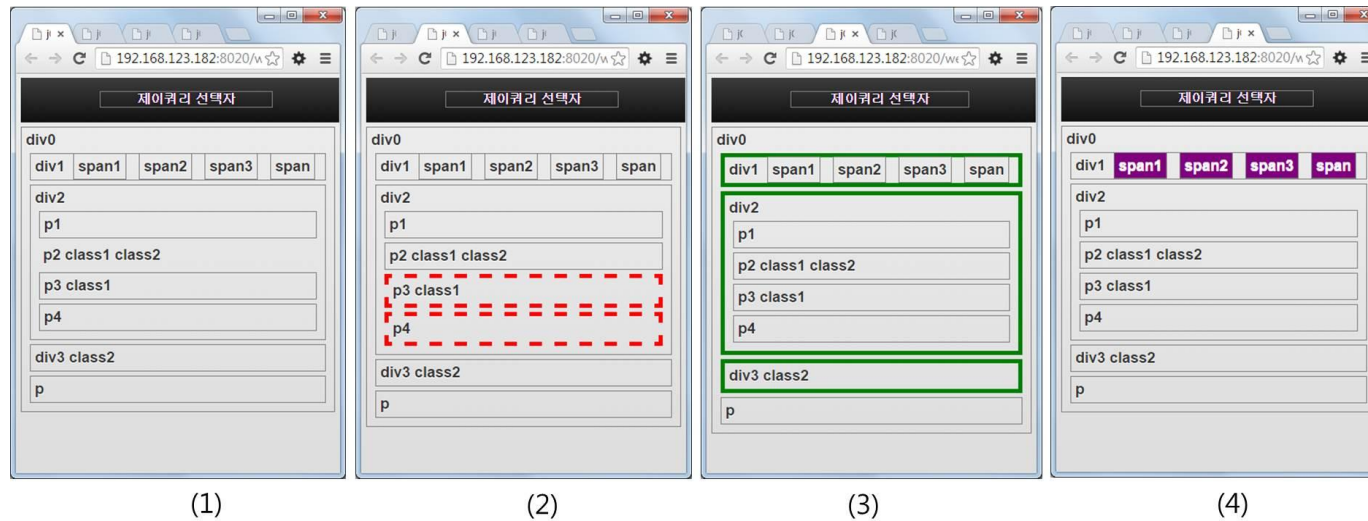 192.168.123.182:8020/w
제이쿼리 선택자
div0
div1 span1 span2 span3 span
div2
p1
p2 class1 class2
p3 class1
p4
div3 class2
p
(1)
192.168.123.182:8020/w
제이쿼리 선택자
div0
div1 span1 span2 span3 span
div2
p1
p2 class1 class2
p3 class1
p4
div3 class2
p
(2)
192.168.123.182:8020/we
제이쿼리 선택자
div0
div1 span1 span2 span3 span
div2
p1
p2 class1 class2
p3 class1
p4
div3 class2
p
(3)
192.168.123.182:8020/w
제이쿼리 선택자
div0
div1 span1 span2 span3 span
div2
p1
p2 class1 class2
p3 class1
p4
div3 class2
p
(4)